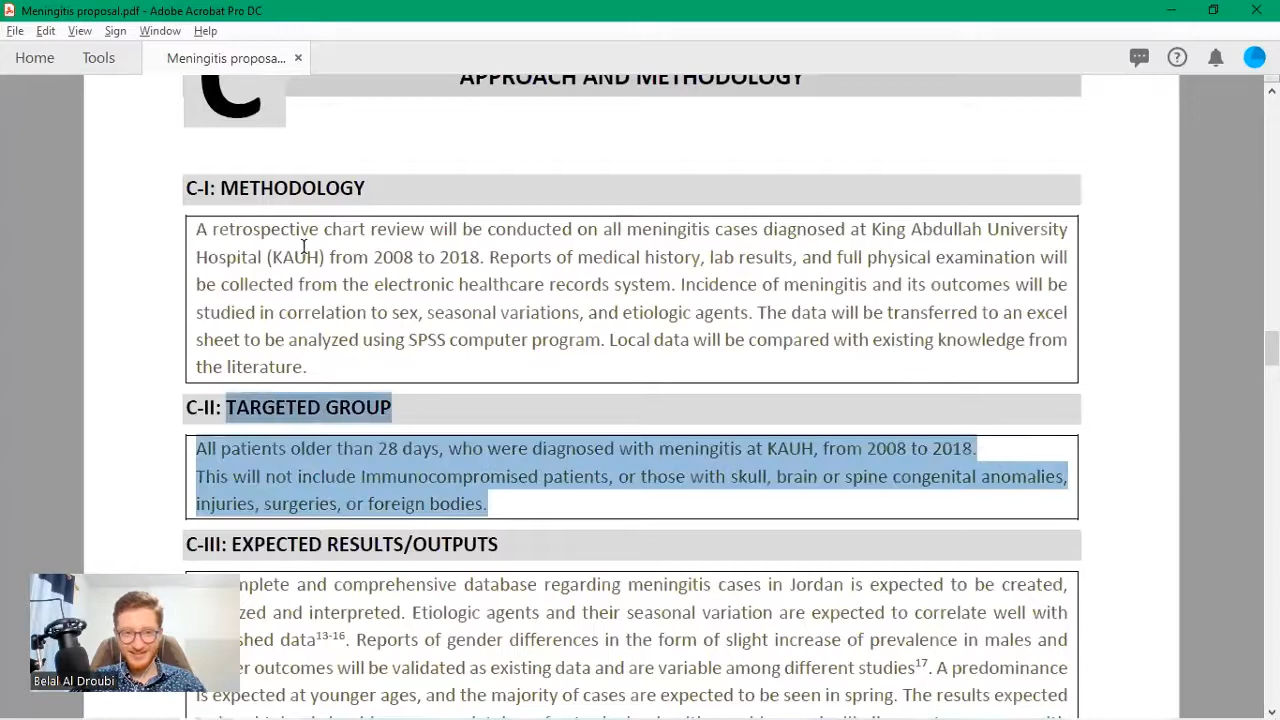 Meningitis proposal.pdf - Adobe Acrobat Pro DC
File Edit View Sign Window Help
Home Tools Meningitis proposa... ×
C
APPROACH AND METHODOLOGY
C-I: METHODOLOGY
A retrospective chart review will be conducted on all meningitis cases diagnosed at King Abdullah University
Hospital (KAUH) from 2008 to 2018. Reports of medical history, lab results, and full physical examination will
be collected from the electronic healthcare records system. Incidence of meningitis and its outcomes will be
studied in correlation to sex, seasonal variations, and etiologic agents. The data will be transferred to an excel
sheet to be analyzed using SPSS computer program. Local data will be compared with existing knowledge from
the literature.
C-II: TARGETED GROUP
All patients older than 28 days, who were diagnosed with meningitis at KAUH, from 2008 to 2018.
This will not include Immunocompromised patients, or those with skull, brain or spine congenital anomalies,
injuries, surgeries, or foreign bodies.
C-III: EXPECTED RESULTS/OUTPUTS
and comprehensive database regarding meningitis cases in Jordan is expected to be created,
and interpreted. Etiologic agents and their seasonal variation are expected to correlate well with
data13-16. Reports of gender differences in the form of slight increase of prevalence in males and
outcomes will be validated as existing data and are variable among different studies17. A predominance
is expected at younger ages, and the majority of cases are expected to be seen in spring. The results expected
Belal Al Droubi